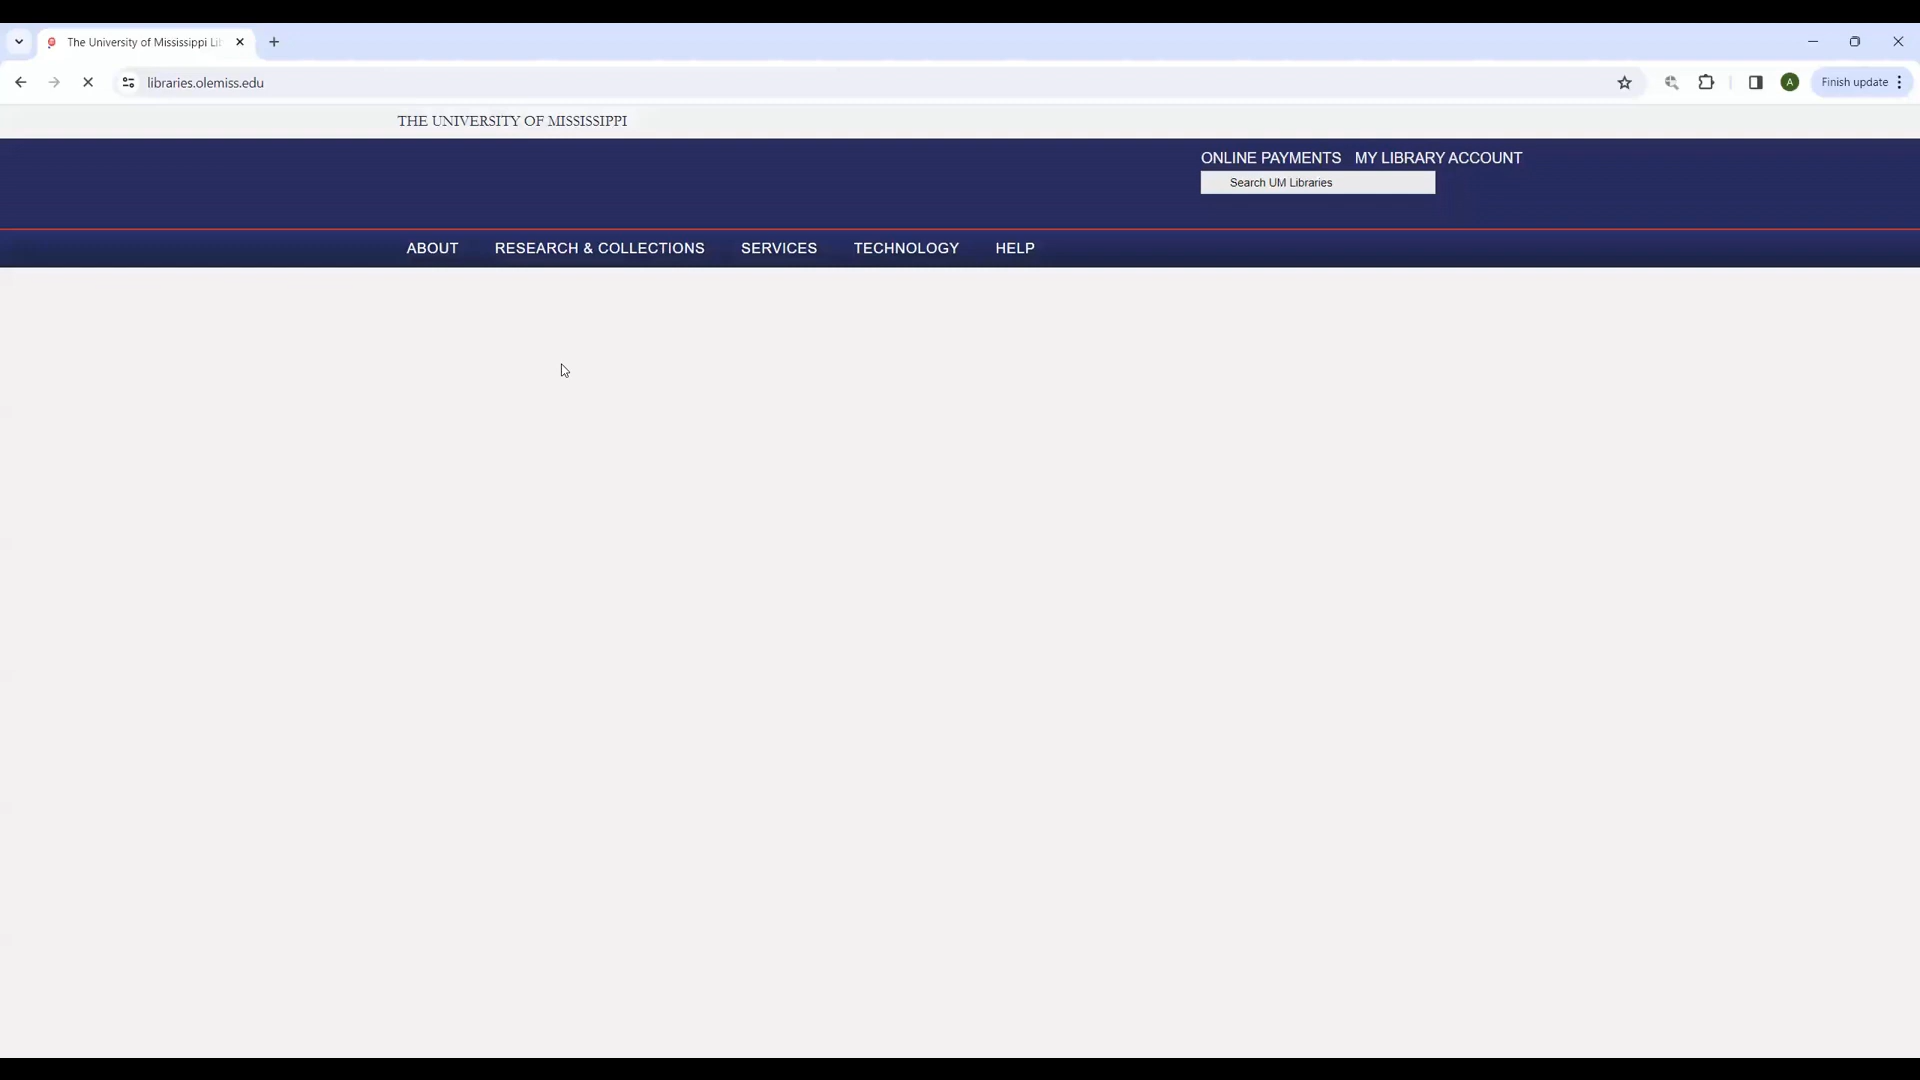 The University of Mississippi Li
libraries.olemiss.edu
A
Finish update
THE UNIVERSITY OF MISSISSIPPI
ONLINE PAYMENTS MY LIBRARY ACCOUNT
Search UM Libraries
ABOUT RESEARCH & COLLECTIONS SERVICES TECHNOLOGY HELP